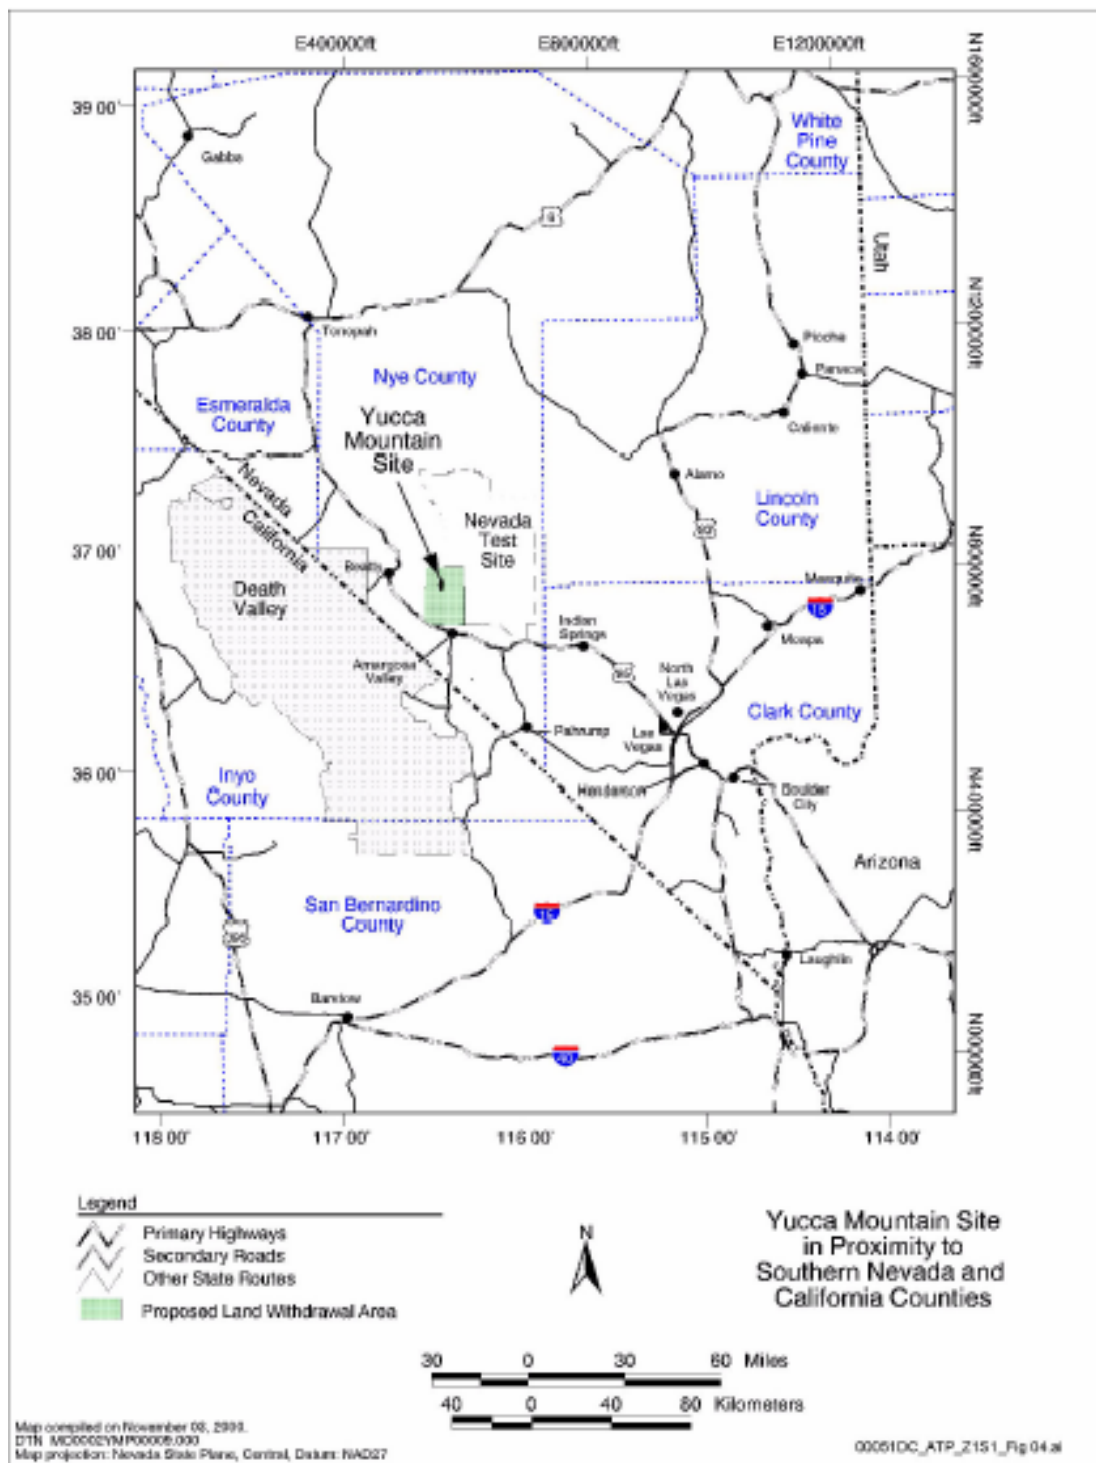 E400000ft E800000ft E1200000ft
N1600000ft
39 00'
White
Pine
County
Gabbs
6
Utah
N1200000ft
38 00'
Tonopah
Pioche
Panaca
Nye County
Esmeralda
County
Yucca
Mountain
Site
Caliente
Alamo
Nevada
California
Lincoln
County
Nevada
Test
Site
93
37 00'
N800000ft
Beatty
Mesquite
Death
Valley
15
Indian
Springs
Moapa
Amargosa
Valley
95
North
Las
Vegas
Clark County
Pahrump
Las
Vegas
36 00'
Inyo
County
Henderson
Boulder
City
N400000ft
Arizona
San Bernardino
County
15
395
Laughlin
35 00'
Barstow
40
N000000ft
118 00' 117 00' 116 00' 115 00' 114 00'
Legend
Primary Highways
Secondary Roads
Other State Routes
Proposed Land Withdrawal Area
N
Yucca Mountain Site
in Proximity to
Southern Nevada and
California Counties
30 0 30 60 Miles
40 0 40 80 Kilometers
Map compiled on November 08, 2000.
DTN MO0002YMP00009.000
Map projection: Nevada State Plane, Central, Datum: NAD27
00051DC_ATP_Z1S1_Fig 04.ai